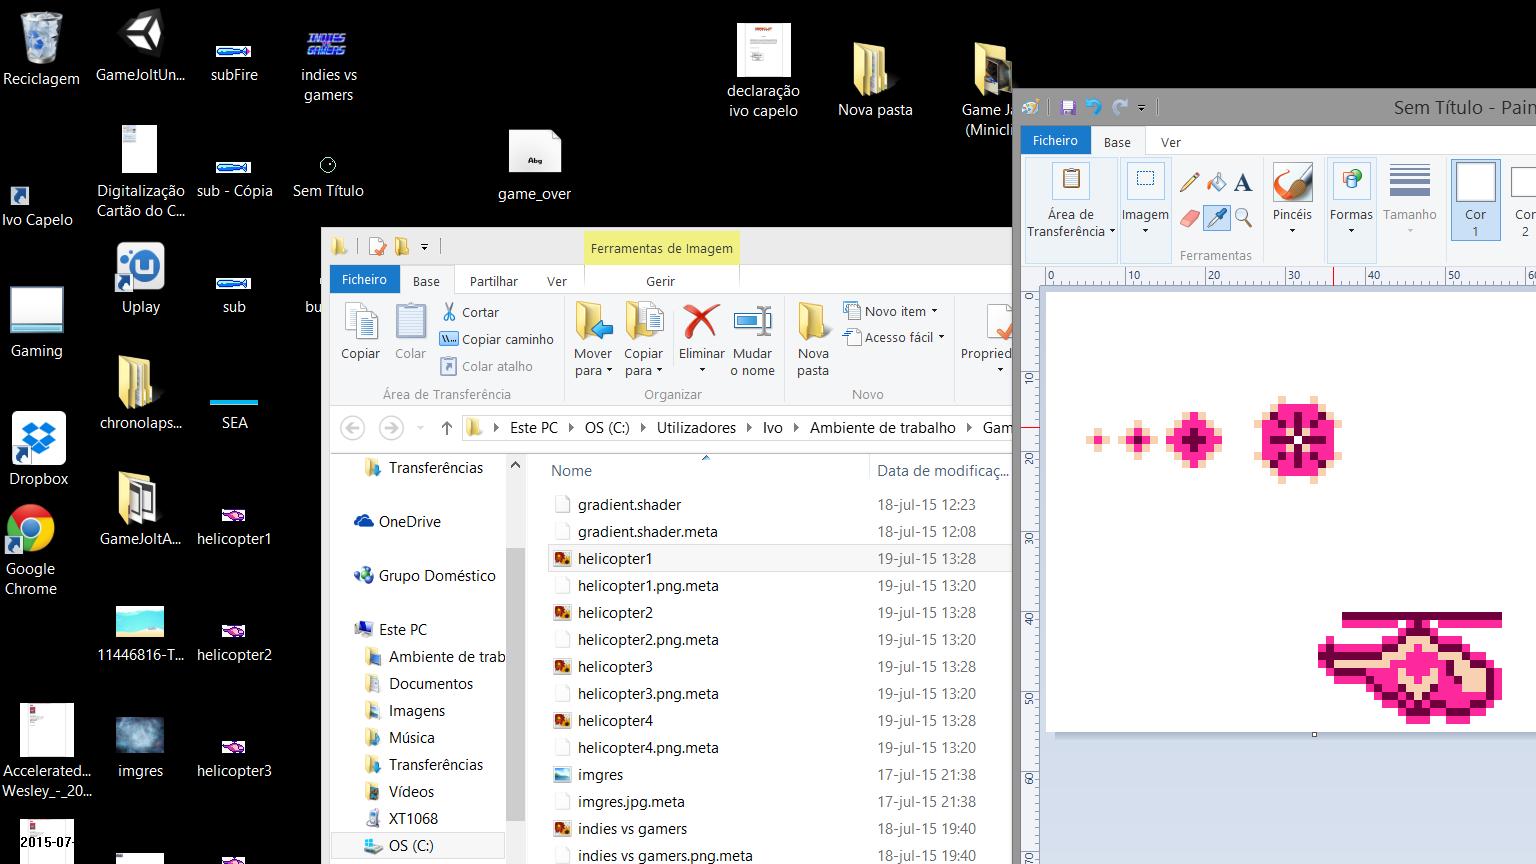 Reciclagem
GameJoltUn...
subFire
indies vs
gamers
INDIES
VS
GAMERS
declaração
ivo capelo
Nova pasta
Game Ja
(Minicli
Ivo Capelo
Digitalização
Cartão do C...
sub - Cópia
Sem Título
Abg
game_over
Gaming
Uplay
sub
bu
Dropbox
chronolaps...
SEA
Google
Chrome
GameJoltA...
helicopter1
11446816-T...
helicopter2
Accelerated...
Wesley_-_20...
imgres
helicopter3
2015-07-
Ferramentas de Imagem
Ficheiro
Base
Partilhar
Ver
Gerir
Copiar
Colar
Cortar
Copiar caminho
Colar atalho
Área de Transferência
Mover
para
Copiar
para
Eliminar
Mudar
o nome
Organizar
Nova
pasta
Novo item
Acesso fácil
Novo
Propried
Este PC
OS (C:)
Utilizadores
Ivo
Ambiente de trabalho
Gam
Transferências
OneDrive
Grupo Doméstico
Este PC
Ambiente de trab
Documentos
Imagens
Música
Transferências
Vídeos
XT1068
OS (C:)
Nome
Data de modificaç...
gradient.shader 18-jul-15 12:23
gradient.shader.meta 18-jul-15 12:08
helicopter1 19-jul-15 13:28
helicopter1.png.meta 19-jul-15 13:20
helicopter2 19-jul-15 13:28
helicopter2.png.meta 19-jul-15 13:20
helicopter3 19-jul-15 13:28
helicopter3.png.meta 19-jul-15 13:20
helicopter4 19-jul-15 13:28
helicopter4.png.meta 19-jul-15 13:20
imgres 17-jul-15 21:38
imgres.jpg.meta 17-jul-15 21:38
indies vs gamers 18-jul-15 19:40
indies vs gamers.png.meta 18-jul-15 19:40
Sem Título - Pain
Ficheiro
Base
Ver
Área de
Transferência
Imagem
A
Ferramentas
Pincéis
Formas
Tamanho
Cor
1
Cor
2
0 10 20 30 40 50 60
0
10
20
30
40
50
60
70